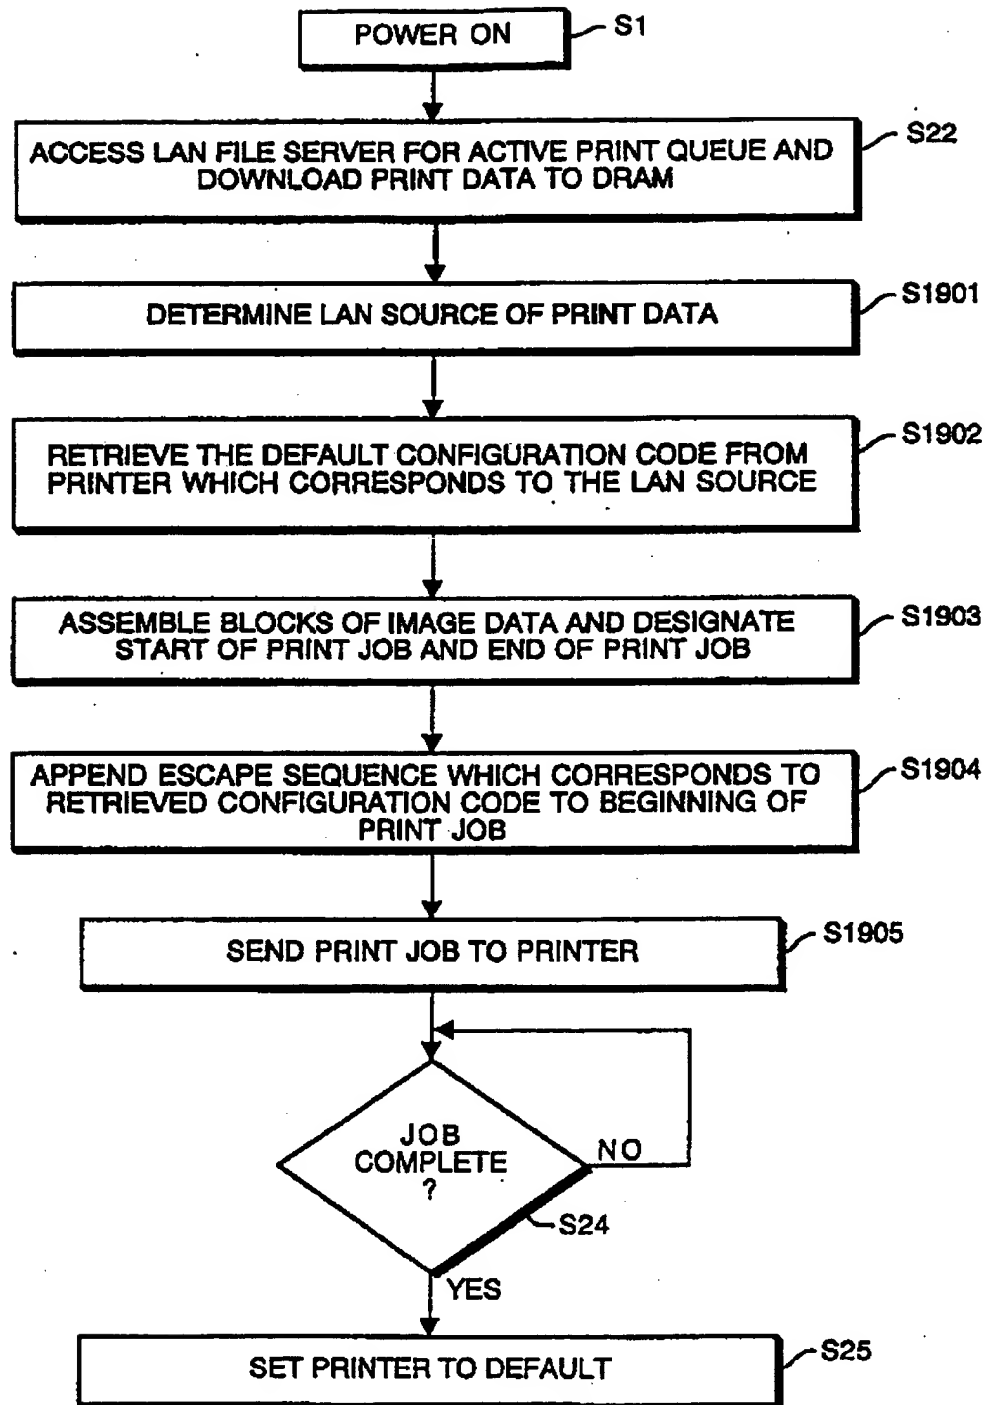 POWER ON
S1
ACCESS LAN FILE SERVER FOR ACTIVE PRINT QUEUE AND
DOWNLOAD PRINT DATA TO DRAM
S22
DETERMINE LAN SOURCE OF PRINT DATA
S1901
RETRIEVE THE DEFAULT CONFIGURATION CODE FROM
PRINTER WHICH CORRESPONDS TO THE LAN SOURCE
S1902
ASSEMBLE BLOCKS OF IMAGE DATA AND DESIGNATE
START OF PRINT JOB AND END OF PRINT JOB
S1903
APPEND ESCAPE SEQUENCE WHICH CORRESPONDS TO
RETRIEVED CONFIGURATION CODE TO BEGINNING OF
PRINT JOB
S1904
SEND PRINT JOB TO PRINTER
S1905
JOB
COMPLETE
?
NO
S24
YES
SET PRINTER TO DEFAULT
S25